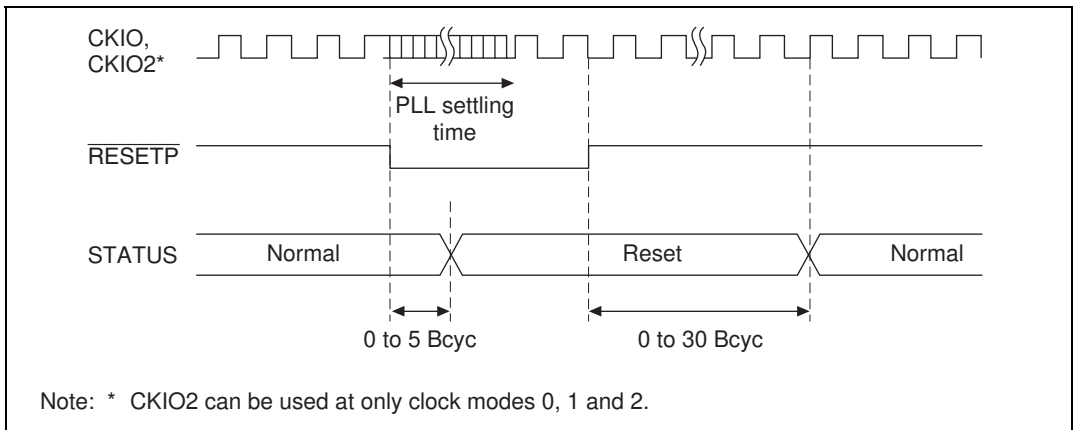 CKIO,
CKIO2*
PLL settling
time
RESETP
STATUS
Normal
Reset
Normal
0 to 5 Bcyc
0 to 30 Bcyc
Note: * CKIO2 can be used at only clock modes 0, 1 and 2.